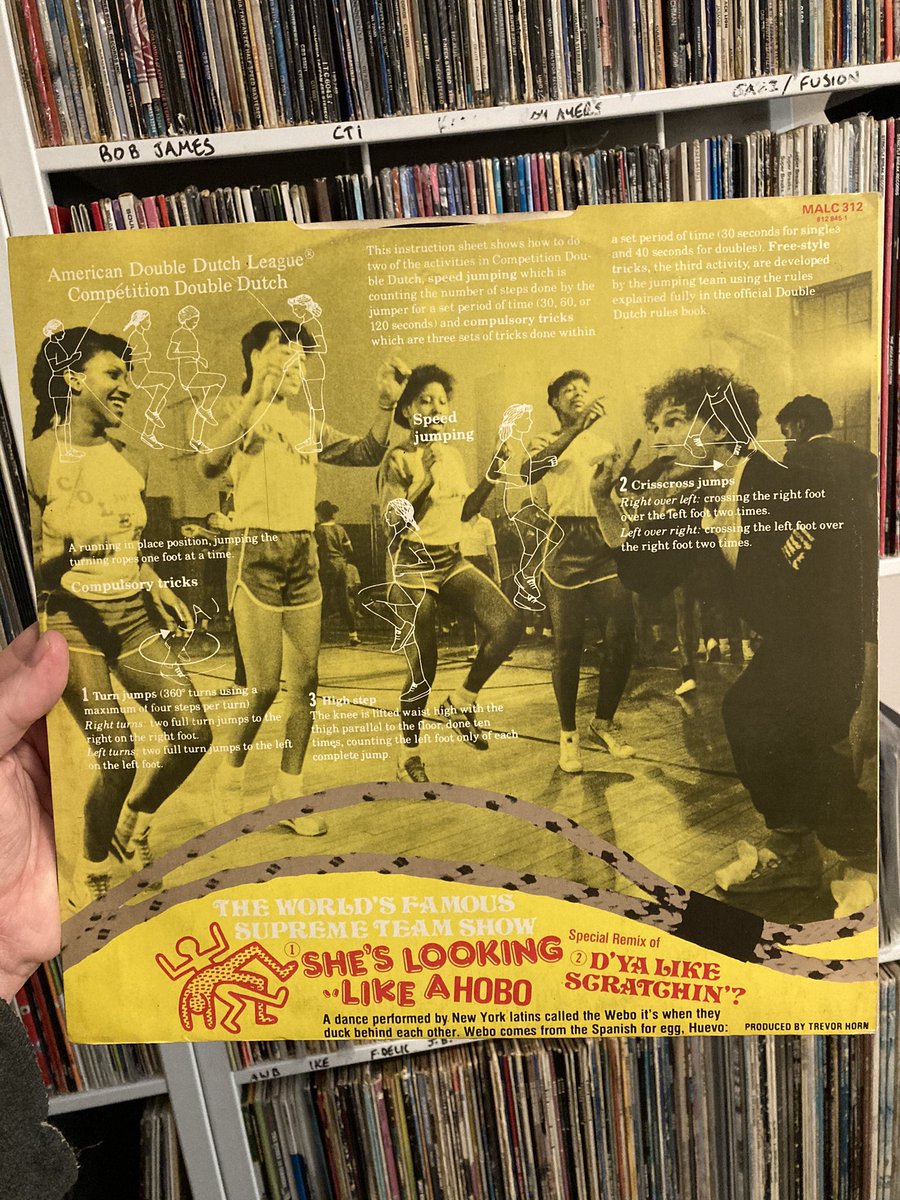 JAZZ / FUSION
AYERS
CTI
BOB JAMES
MALC 312
812 845-1
American Double Dutch League®
Compétition Double Dutch
This instruction sheet shows how to do
two of the activities in Competition Dou-
ble Dutch, speed jumping which is
counting the number of steps done by the
jumper for a set period of time (30, 60, or
120 seconds) and compulsory tricks
which are three sets of tricks done within
a set period of time (30 seconds for singles
and 40 seconds for doubles). Free-style
tricks, the third activity, are developed
by the jumping team using the rules
explained fully in the official Double
Dutch rules book.
Speed
jumping
A running in place position, jumping the
turning ropes one foot at a time.
Compulsory tricks
1 Turn jumps (360° turns using a
maximum of four steps per turn)
Right turns: two full turn jumps to the
right on the right foot.
Left turns: two full turn jumps to the left
on the left foot.
2 Crisscross jumps
Right over left: crossing the right foot
over the left foot two times.
Left over right: crossing the left foot over
the right foot two times.
3 High step
The knee is lifted waist high with the
thigh parallel to the floor, done ten
times, counting the left foot only of each
complete jump.
THE WORLD'S FAMOUS
SUPREME TEAM SHOW
1 SHE'S LOOKING
LIKE A HOBO
Special Remix of
2 D'YA LIKE
SCRATCHIN'?
A dance performed by New York latins called the Webo it's when they
duck behind each other. Webo comes from the Spanish for egg, Huevo:
PRODUCED BY TREVOR HORN
AWB
IKE
F-DELIC
J.B.